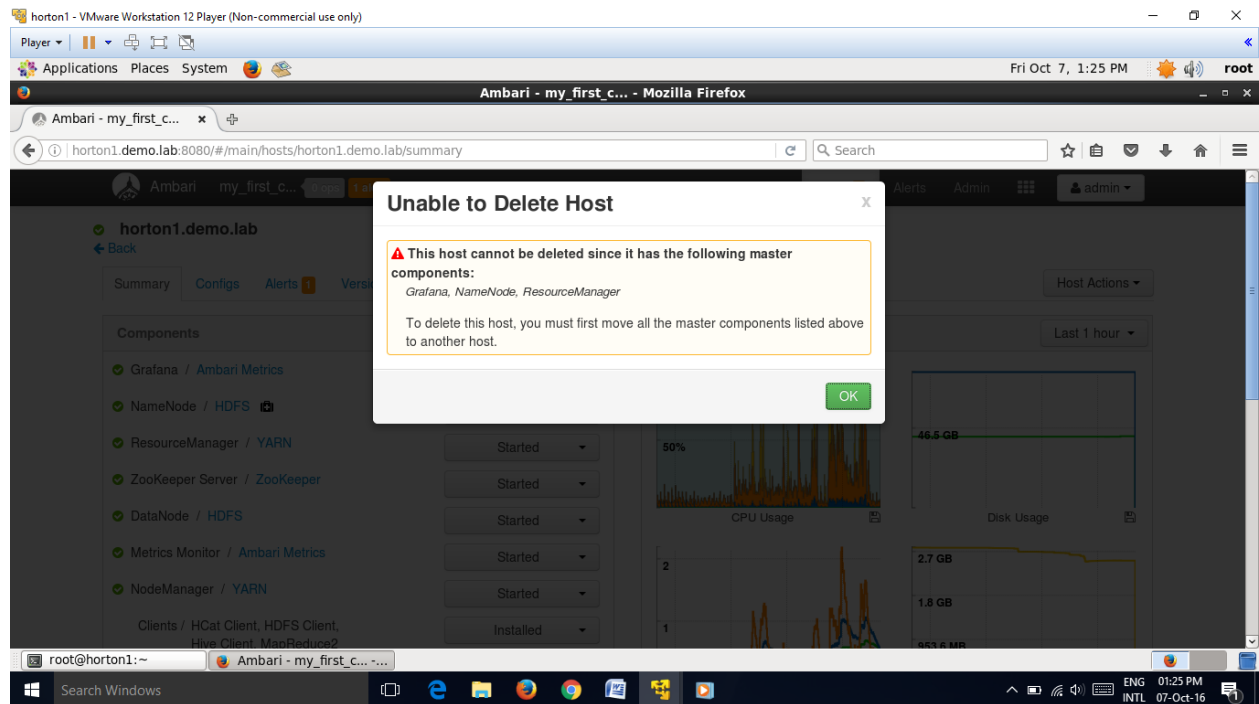 horton1 - VMware Workstation 12 Player (Non-commercial use only)
Player
Applications Places System Fri Oct 7, 1:25 PM root
Ambari - my_first_c... - Mozilla Firefox
Ambari - my_first_c...
horton1.demo.lab:8080/#/main/hosts/horton1.demo.lab/summary Search
Ambari my_first_c... 0 ops Alerts Admin admin
Unable to Delete Host x
horton1.demo.lab
Back
This host cannot be deleted since it has the following master
components:
Grafana, NameNode, ResourceManager
To delete this host, you must first move all the master components listed above
to another host.
OK
Summary Configs Alerts 1 Host Actions
Components Last 1 hour
Grafana / Ambari Metrics
NameNode / HDFS
ResourceManager / YARN Started 50% 46.5 GB
ZooKeeper Server / ZooKeeper Started
DataNode / HDFS Started CPU Usage Disk Usage
Metrics Monitor / Ambari Metrics Started 2 2.7 GB
NodeManager / YARN Started 1.8 GB
Clients / HCat Client, HDFS Client, Installed 1
Hive Client, MapReduce2 953.6 MB
root@horton1:~ Ambari - my_first_c... -...
Search Windows ENG 01:25 PM
INTL 07-Oct-16